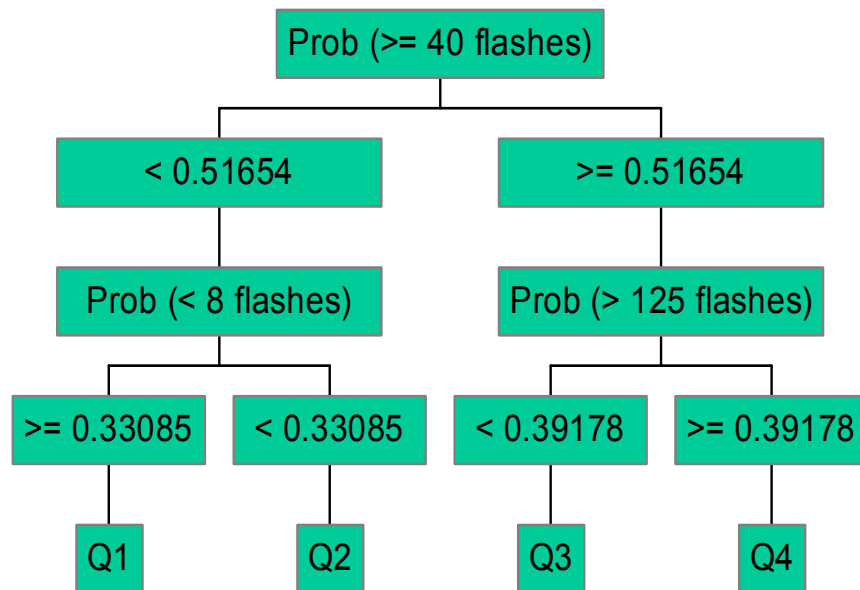 Prob (>= 40 flashes)
< 0.51654
>= 0.51654
Prob (< 8 flashes)
Prob (> 125 flashes)
>= 0.33085
< 0.33085
< 0.39178
>= 0.39178
Q1
Q2
Q3
Q4